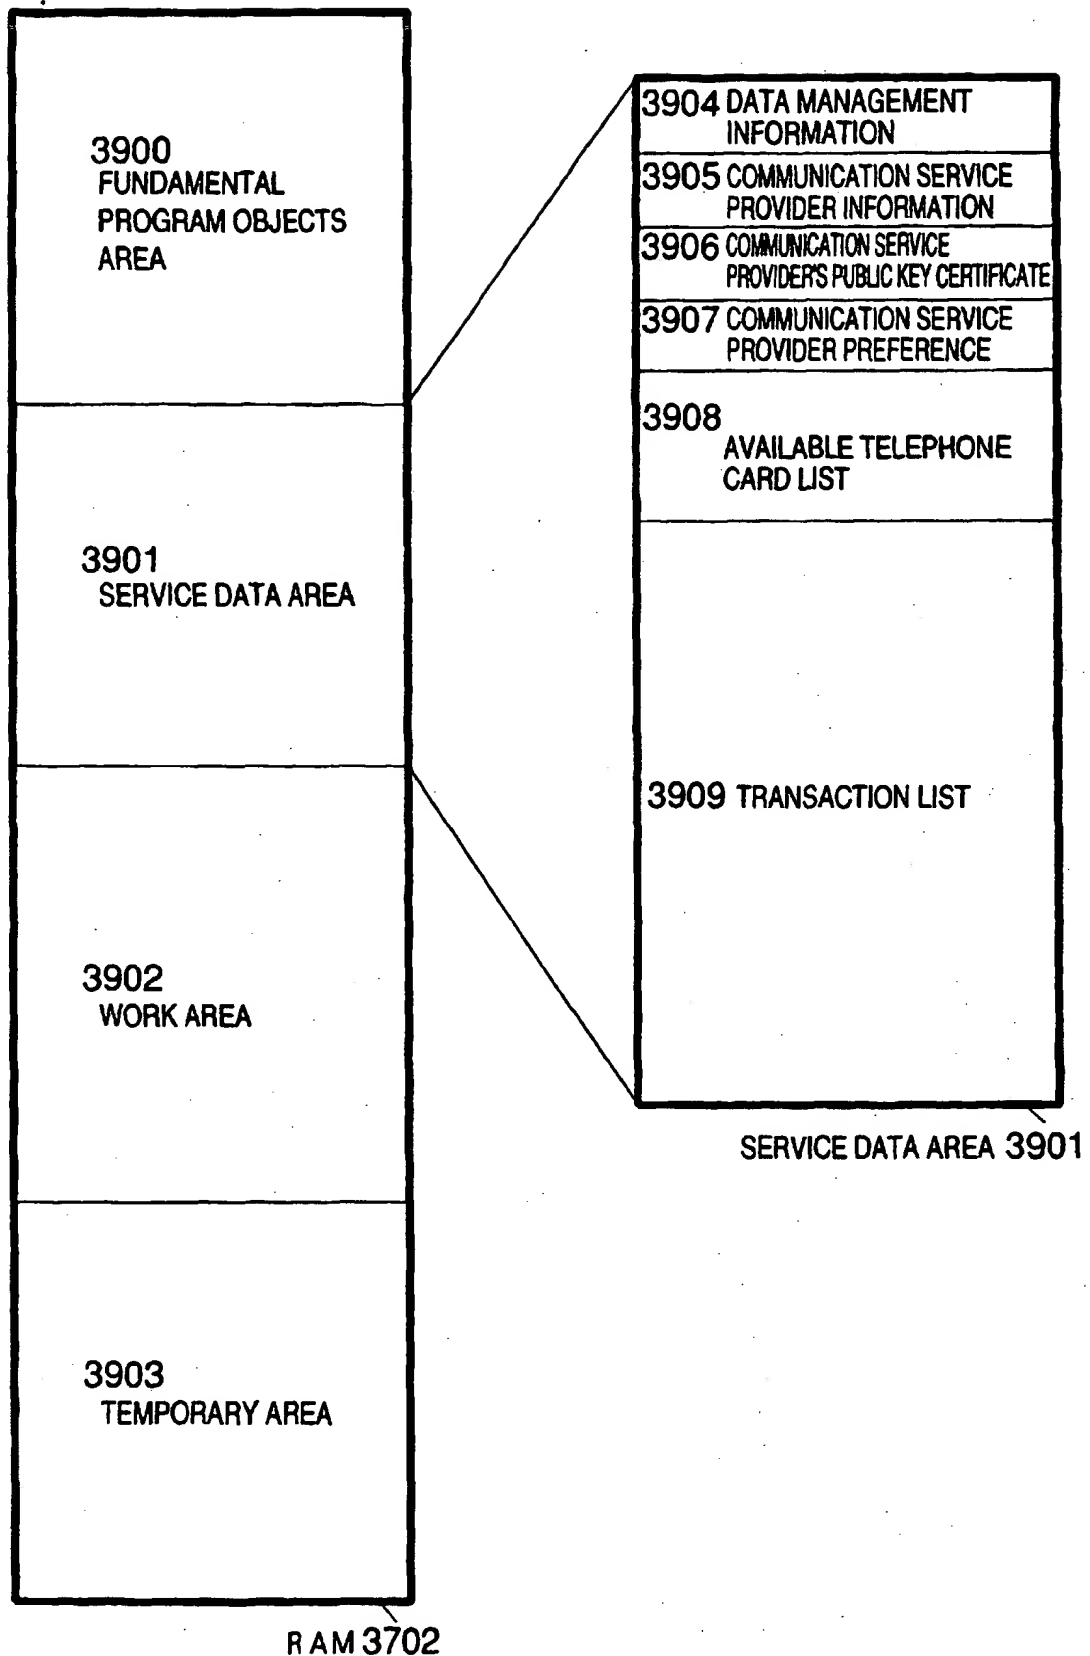 3900
FUNDAMENTAL
PROGRAM OBJECTS
AREA
3901
SERVICE DATA AREA
3902
WORK AREA
3903
TEMPORARY AREA
RAM 3702
3904 DATA MANAGEMENT
INFORMATION
3905 COMMUNICATION SERVICE
PROVIDER INFORMATION
3906 COMMUNICATION SERVICE
PROVIDER'S PUBLIC KEY CERTIFICATE
3907 COMMUNICATION SERVICE
PROVIDER PREFERENCE
3908
AVAILABLE TELEPHONE
CARD LIST
3909 TRANSACTION LIST
SERVICE DATA AREA 3901